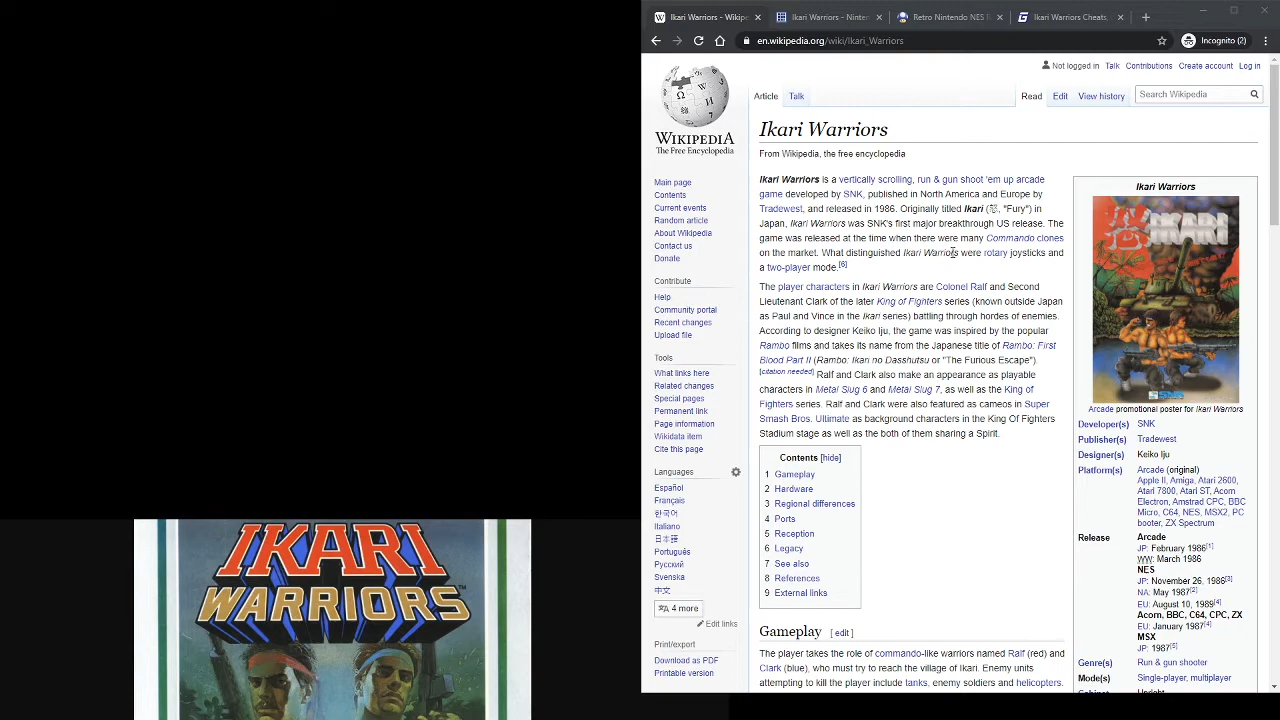 Ikari Warriors - Wikipe
Ikari Warriors - Ninten
Retro Nintendo NES
Ikari Warriors Cheats,
en.wikipedia.org/wiki/Ikari_Warriors
Incognito (2)
WIKIPEDIA
The Free Encyclopedia
Main page
Contents
Current events
Random article
About Wikipedia
Contact us
Donate
Contribute
Help
Community portal
Recent changes
Upload file
Tools
What links here
Related changes
Special pages
Permanent link
Page information
Wikidata item
Cite this page
Languages
Español
Français
한국어
Italiano
日本語
Português
Русский
Svenska
中文
4 more
Edit links
Print/export
Download as PDF
Printable version
Not logged in Talk Contributions Create account Log in
Article Talk
Read Edit View history
Search Wikipedia
Ikari Warriors
From Wikipedia, the free encyclopedia
Ikari Warriors is a vertically scrolling, run & gun shoot 'em up arcade
game developed by SNK, published in North America and Europe by
Tradewest, and released in 1986. Originally titled Ikari (怒, "Fury") in
Japan, Ikari Warriors was SNK's first major breakthrough US release. The
game was released at the time when there were many Commando clones
on the market. What distinguished Ikari Warriors were rotary joysticks and
a two-player mode.[6]
The player characters in Ikari Warriors are Colonel Ralf and Second
Lieutenant Clark of the later King of Fighters series (known outside Japan
as Paul and Vince in the Ikari series) battling through hordes of enemies.
According to designer Keiko Iju, the game was inspired by the popular
Rambo films and takes its name from the Japanese title of Rambo: First
Blood Part II (Rambo: Ikari no Dasshutsu or "The Furious Escape").
[citation needed] Ralf and Clark also make an appearance as playable
characters in Metal Slug 6 and Metal Slug 7, as well as the King of
Fighters series. Ralf and Clark were also featured as cameos in Super
Smash Bros. Ultimate as background characters in the King Of Fighters
Stadium stage as well as the both of them sharing a Spirit.
Contents [hide]
1 Gameplay
2 Hardware
3 Regional differences
4 Ports
5 Reception
6 Legacy
7 See also
8 References
9 External links
Gameplay [ edit ]
The player takes the role of commando-like warriors named Ralf (red) and
Clark (blue), who must try to reach the village of Ikari. Enemy units
attempting to kill the player include tanks, enemy soldiers and helicopters.
Ikari Warriors
怒 IKARI
SNK
Arcade promotional poster for Ikari Warriors
Developer(s) SNK
Publisher(s) Tradewest
Designer(s) Keiko Iju
Platform(s) Arcade (original)
Apple II, Amiga, Atari 2600,
Atari 7800, Atari ST, Acorn
Electron, Amstrad CPC, BBC
Micro, C64, NES, MSX2, PC
booter, ZX Spectrum
Release Arcade
JP: February 1986[1]
WW: March 1986
NES
JP: November 26, 1986[3]
NA: May 1987[2]
EU: August 10, 1989[4]
Acorn, BBC, C64, CPC, ZX
EU: January 1987[4]
MSX
JP: 1987[5]
Genre(s) Run & gun shooter
Mode(s) Single-player, multiplayer
IKARI
WARRIORS™